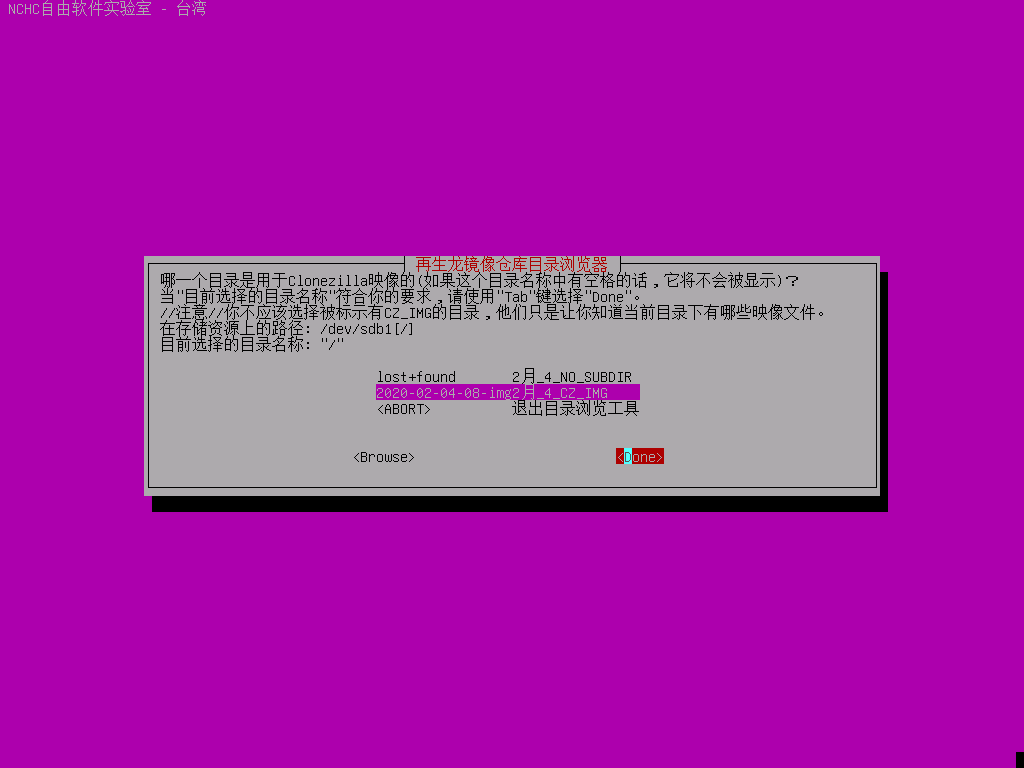 NCHC自由软件实验室 - 台湾
再生龙镜像仓库目录浏览器
哪一个目录是用于Clonezilla映像的(如果这个目录名称中有空格的话，它将不会被显示)？
当"目前选择的目录名称"符合你的要求，请使用"Tab"键选择"Done"。
//注意//你不应该选择被标示有CZ_IMG的目录，他们只是让你知道当前目录下有哪些映像文件。
在存储资源上的路径: /dev/sdb1[/]
目前选择的目录名称: "/"
lost+found 2月_4_NO_SUBDIR
2020-02-04-08-img2月_4_CZ_IMG
<ABORT> 退出目录浏览工具
<Browse> <Done>